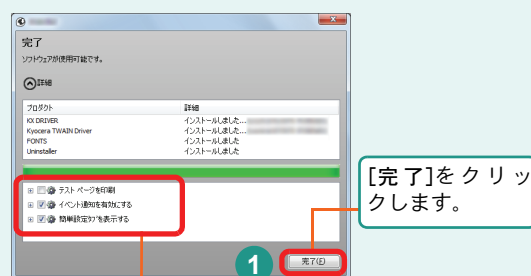 完了
ソフトウェアが使用可能です。
詳細
プロダクト 詳細
KX DRIVER インストールしました...
Kyocera TWAIN Driver インストールしました...
FONTS インストールしました
Uninstaller インストールしました
テスト ページを印刷
イベント通知を有効にする
簡単設定ﾀﾌﾞを表示する
1
完了(F)
[完了]をクリッ
クします。